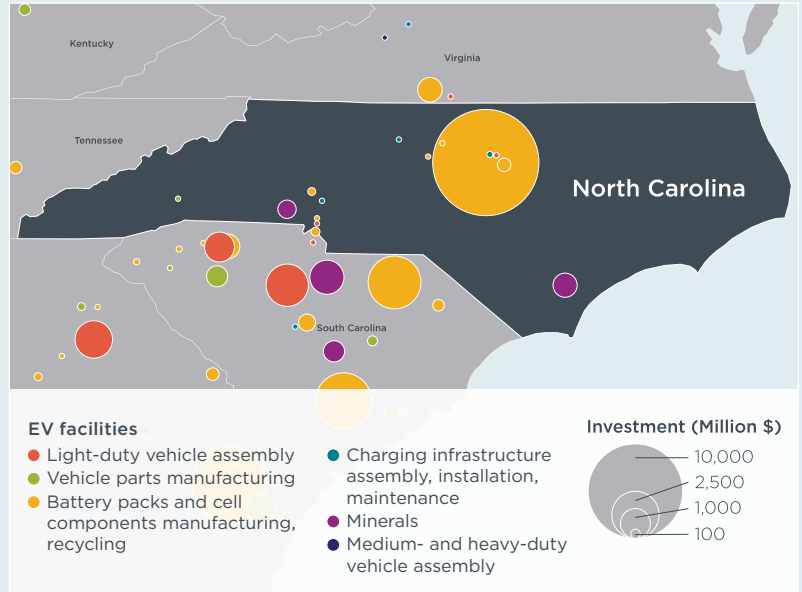 Kentucky
Virginia
Tennessee
North Carolina
South Carolina
EV facilities
Light-duty vehicle assembly
Vehicle parts manufacturing
Battery packs and cell
components manufacturing,
recycling
Charging infrastructure
assembly, installation,
maintenance
Minerals
Medium- and heavy-duty
vehicle assembly
Investment (Million $)
10,000
2,500
1,000
100